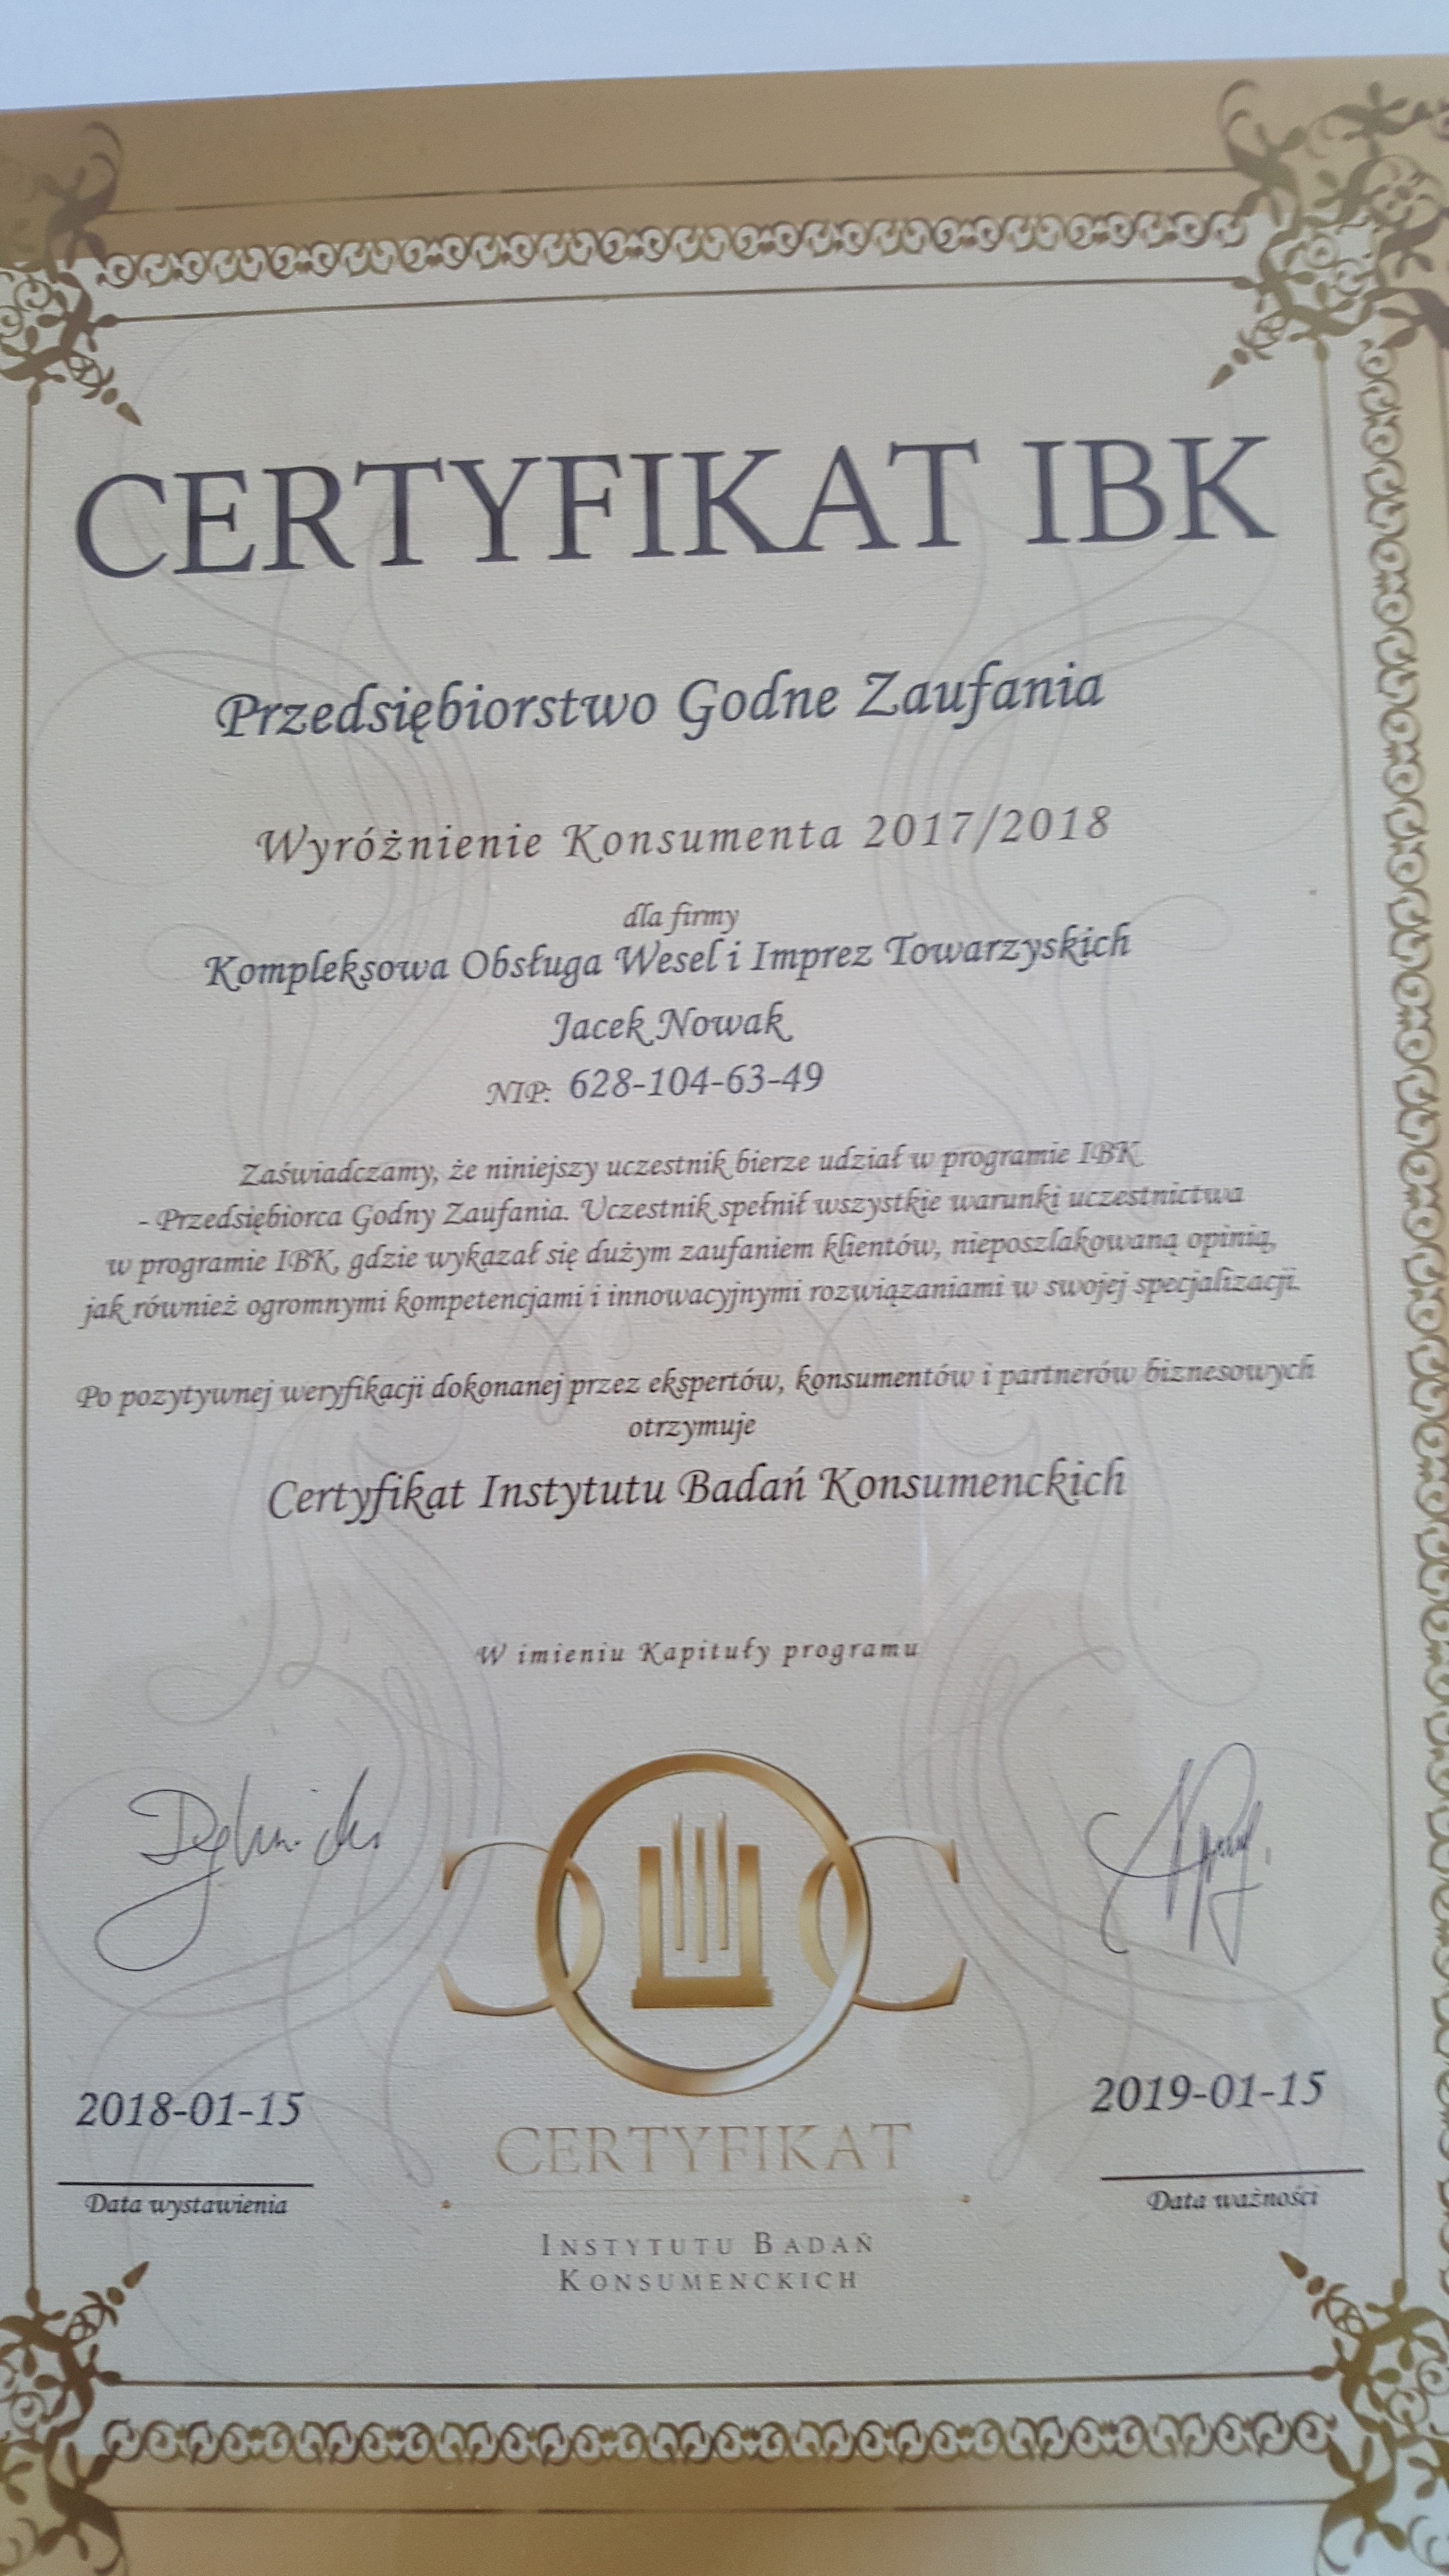 CERTYFIKAT IBK
Przedsiębiorstwo Godne Zaufania
Wyróżnienie Konsumenta 2017/2018
dla firmy
Kompleksowa Obsługa Wesel i Imprez Towarzyskich
Jacek Nowak
NIP: 628-104-63-49
Zaświadczamy, że niniejszy uczestnik bierze udział w programie IBK
- Przedsiębiorca Godny Zaufania. Uczestnik spełnił wszystkie warunki uczestnictwa
w programie IBK, gdzie wykazał się dużym zaufaniem klientów, nieposzlakowaną opinią,
jak również ogromnymi kompetencjami i innowacyjnymi rozwiązaniami w swojej specjalizacji.
Po pozytywnej weryfikacji dokonanej przez ekspertów, konsumentów i partnerów biznesowych
otrzymuje
Certyfikat Instytutu Badań Konsumenckich
W imieniu Kapituły programu
2018-01-15
Data wystawienia
2019-01-15
Data ważności
CERTYFIKAT
INSTYTUTU BADAŃ
KONSUMENCKICH